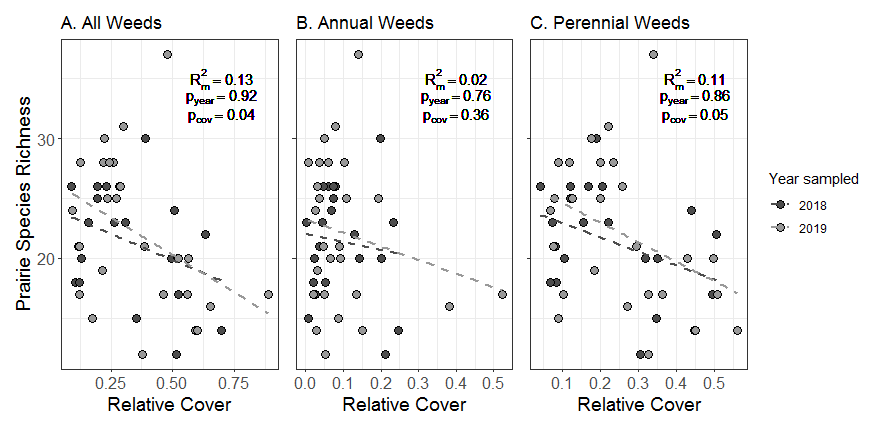 A. All Weeds
B. Annual Weeds
C. Perennial Weeds
R²m = 0.13
pyear = 0.92
pcov = 0.04
R²m = 0.02
pyear = 0.76
pcov = 0.36
R²m = 0.11
pyear = 0.86
pcov = 0.05
Prairie Species Richness
30
20
0.25 0.50 0.75
0.0 0.1 0.2 0.3 0.4 0.5
0.1 0.2 0.3 0.4 0.5
Relative Cover
Relative Cover
Relative Cover
Year sampled
2018
2019